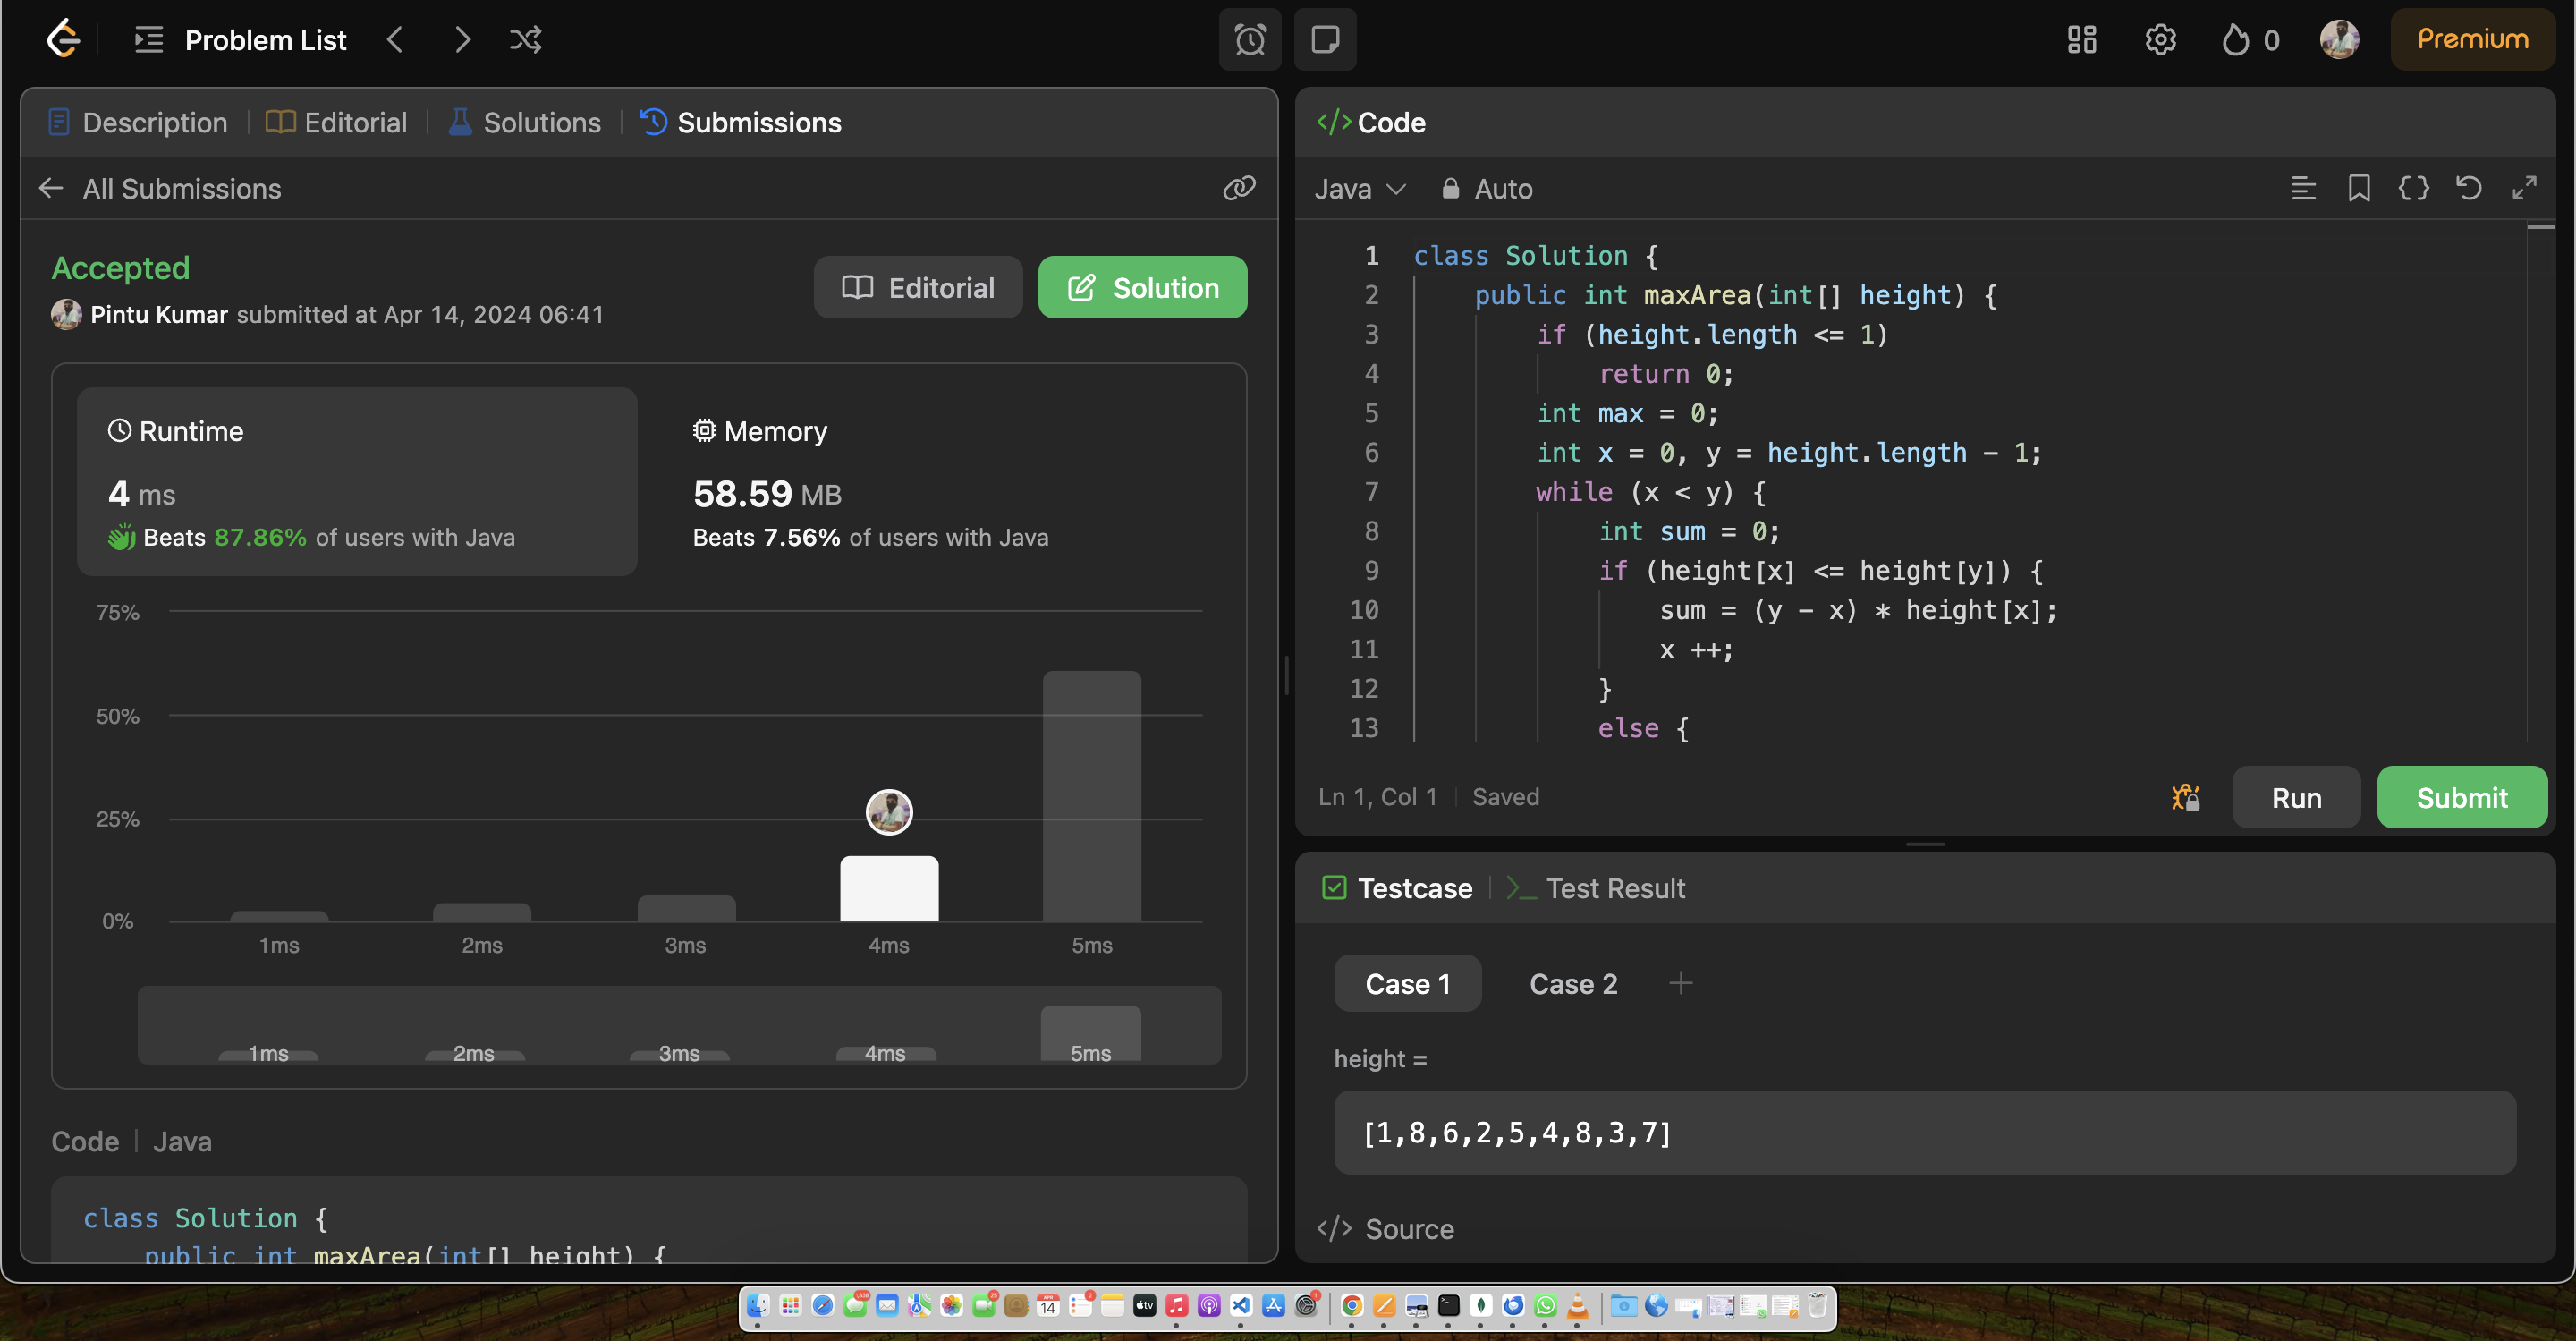 Problem List
0
Premium
Description
Editorial
Solutions
Submissions
All Submissions
Accepted
Pintu Kumar submitted at Apr 14, 2024 06:41
Editorial
Solution
Runtime
4 ms
Beats 87.86% of users with Java
Memory
58.59 MB
Beats 7.56% of users with Java
75%
50%
25%
0%
1ms 2ms 3ms 4ms 5ms
1ms 2ms 3ms 4ms 5ms
Code | Java
class Solution {
public int maxArea(int[] height) {
</> Code
Java
Auto
1 class Solution {
2 public int maxArea(int[] height) {
3 if (height.length <= 1)
4 return 0;
5 int max = 0;
6 int x = 0, y = height.length - 1;
7 while (x < y) {
8 int sum = 0;
9 if (height[x] <= height[y]) {
10 sum = (y - x) * height[x];
11 x ++;
12 }
13 else {
Ln 1, Col 1
Saved
Run
Submit
Testcase
Test Result
Case 1
Case 2
+
height =
[1,8,6,2,5,4,8,3,7]
</> Source
14
tv